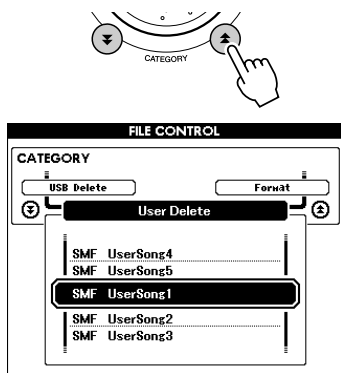 CATEGORY
FILE CONTROL
CATEGORY
USB Delete Format
User Delete
SMF UserSong4
SMF UserSong5
SMF UserSong1
SMF UserSong2
SMF UserSong3